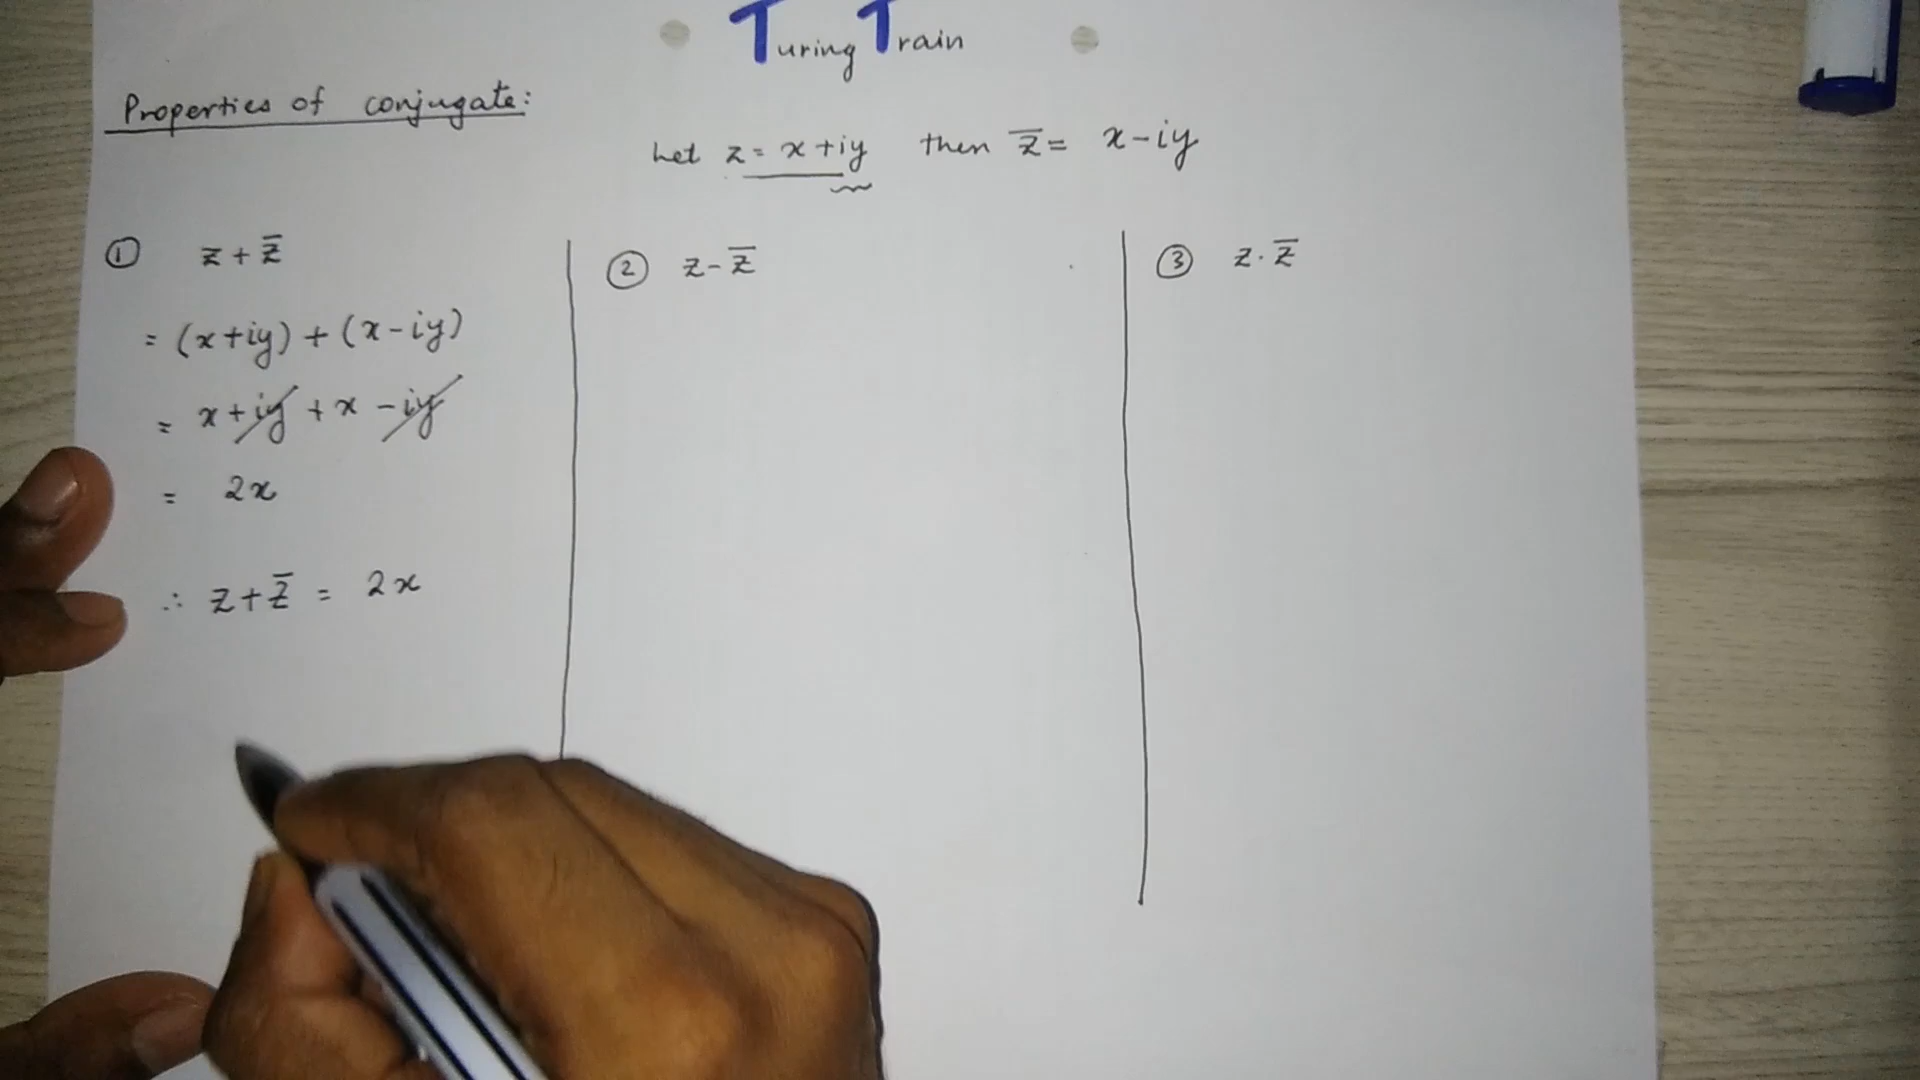 Turing Train
Properties of conjugate:
Let z = x + iy then z̅ = x - iy
① z + z̅
= (x + iy) + (x - iy)
= x + iy + x - iy
= 2x
∴ z + z̅ = 2x
② z - z̅
③ z · z̅